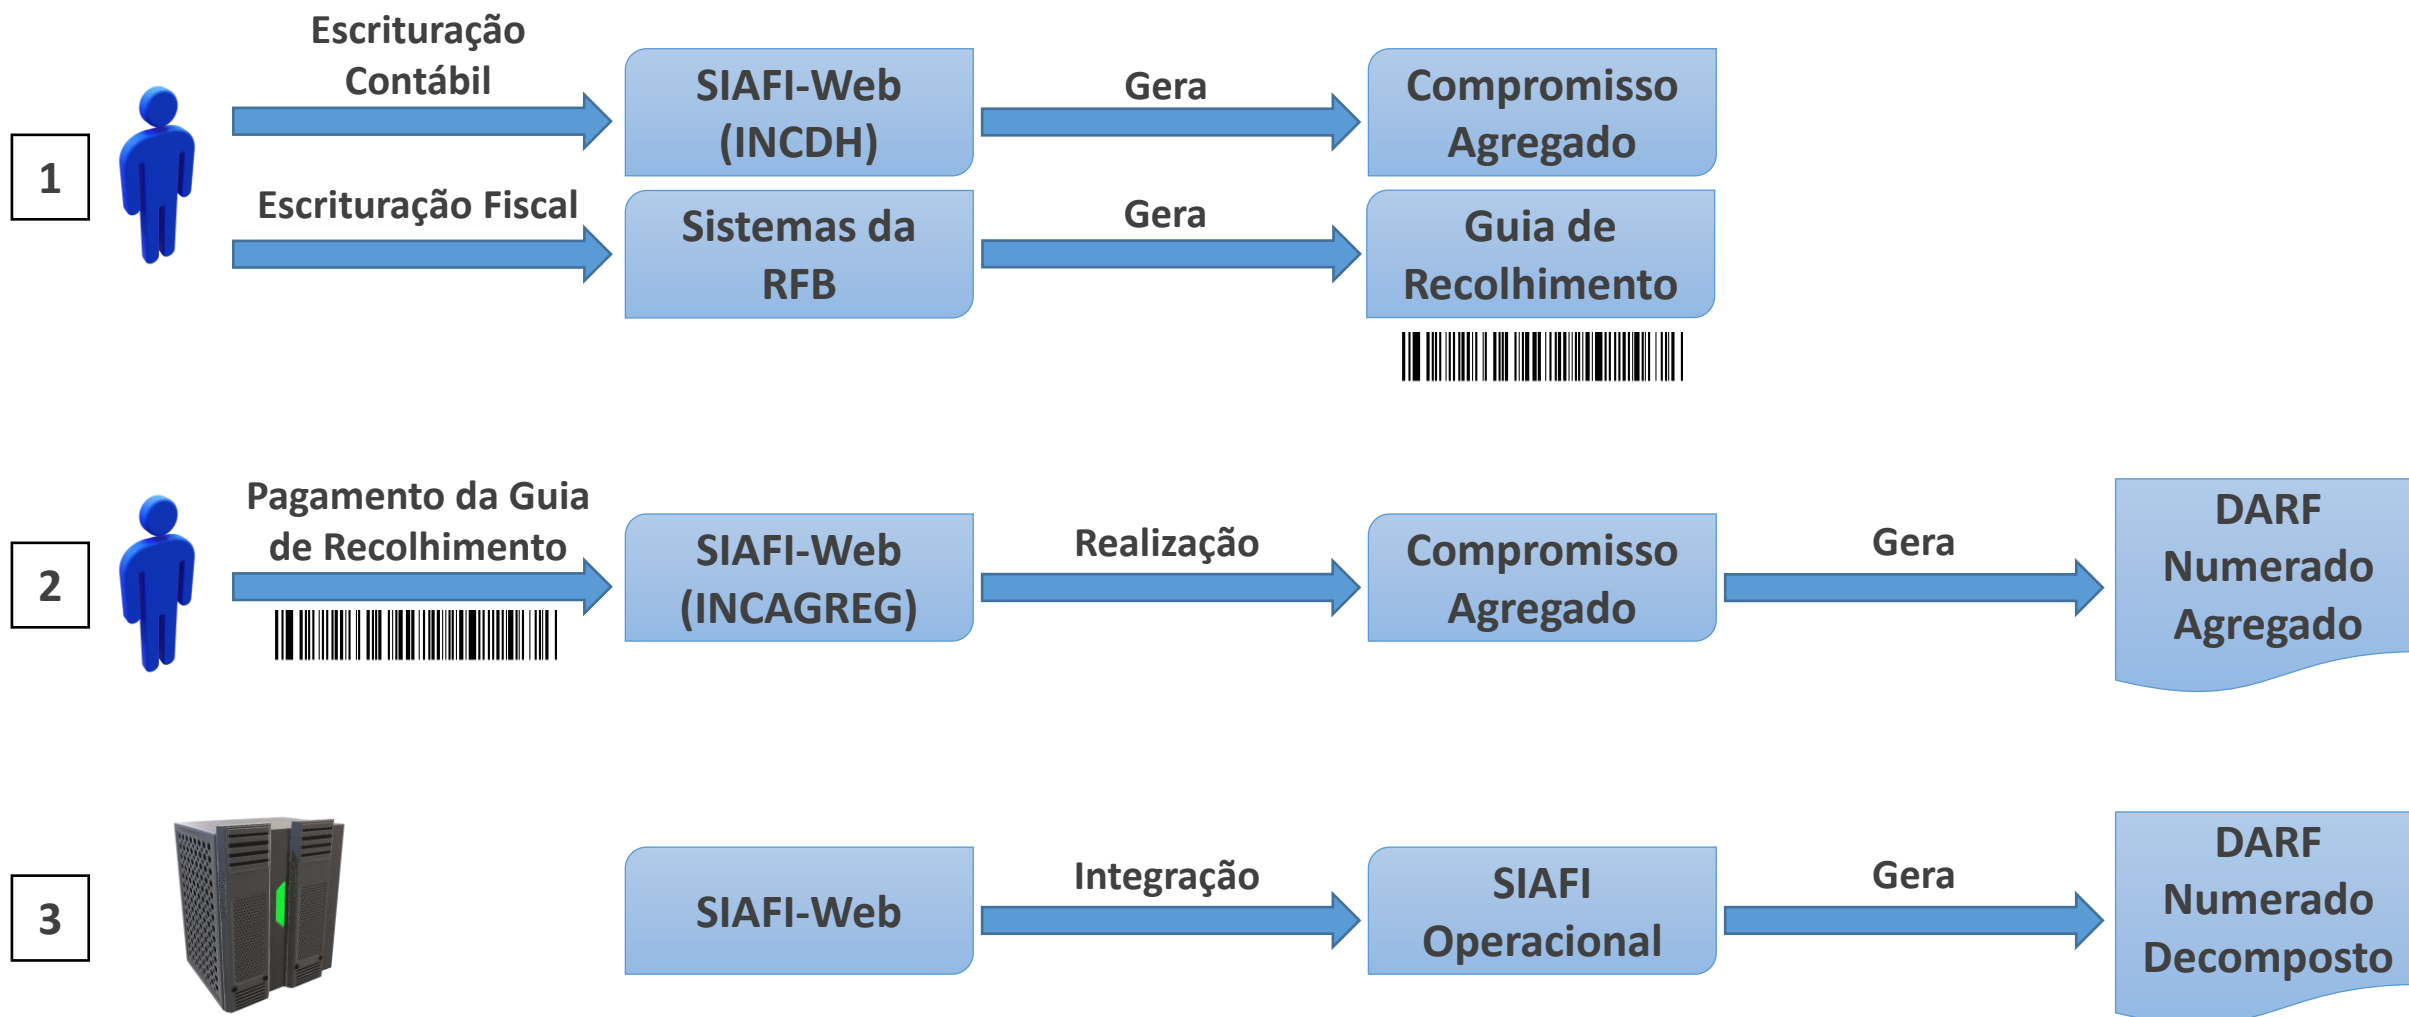 1
Escrituração
Contábil
SIAFI-Web
(INCDH)
Gera
Compromisso
Agregado
Escrituração Fiscal
Sistemas da
RFB
Gera
Guia de
Recolhimento
2
Pagamento da Guia
de Recolhimento
SIAFI-Web
(INCAGREG)
Realização
Compromisso
Agregado
Gera
DARF
Numerado
Agregado
3
SIAFI-Web
Integração
SIAFI
Operacional
Gera
DARF
Numerado
Decomposto